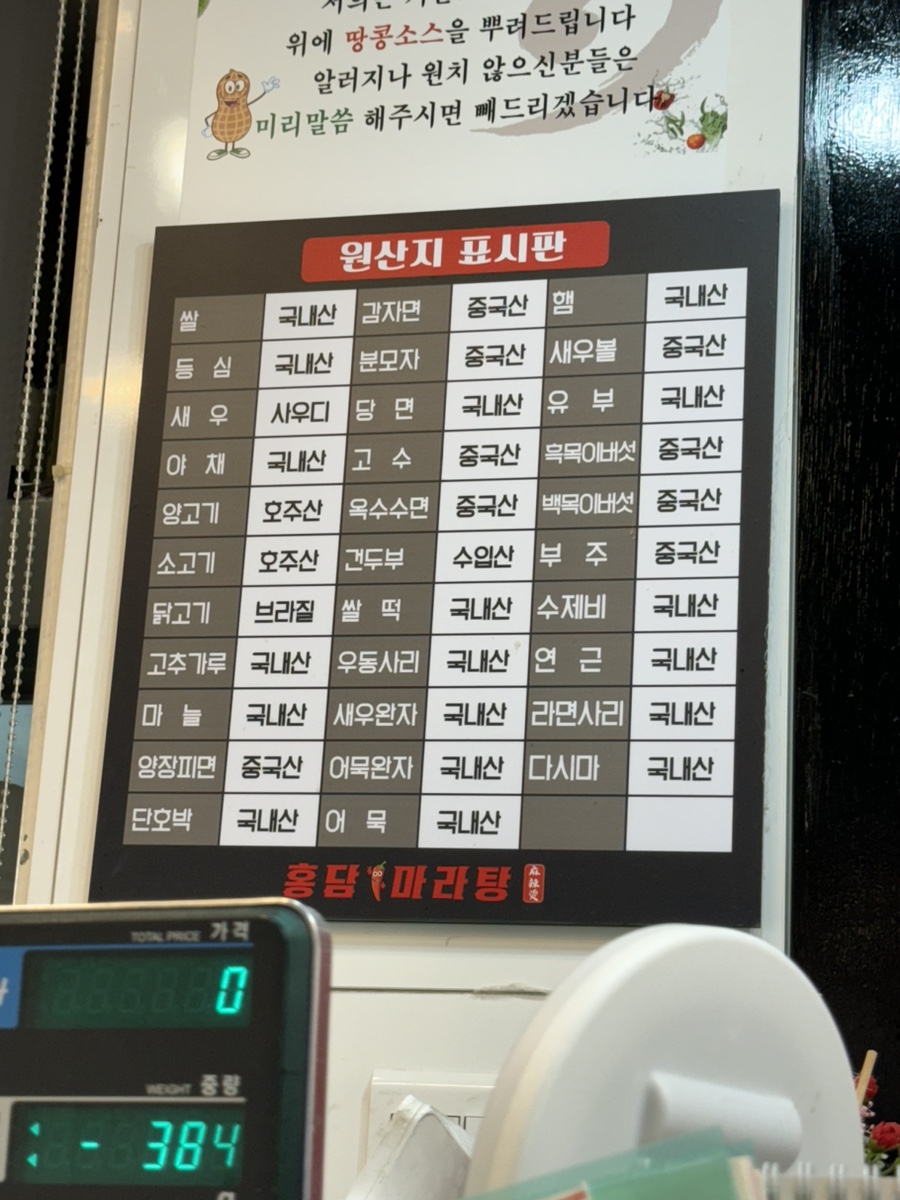 위에 땅콩소스을 뿌려드립니다
알러지나 원치 않으신분들은
미리말씀 해주시면 빼드리겠습니다
원산지 표시판
쌀 국내산 감자면 중국산 햄 국내산
등심 국내산 분모자 중국산 새우볼 중국산
새우 사우디 당면 국내산 유부 국내산
야채 국내산 고수 중국산 흑목이버섯 중국산
양고기 호주산 옥수수면 중국산 백목이버섯 중국산
소고기 호주산 건두부 수입산 부주 중국산
닭고기 브라질 쌀떡 국내산 수제비 국내산
고추가루 국내산 우동사리 국내산 연근 국내산
마늘 국내산 새우완자 국내산 라면사리 국내산
양장피면 중국산 어묵완자 국내산 다시마 국내산
단호박 국내산 어묵 국내산
홍담 마라탕 麻辣烫
TOTAL PRICE 가격
0
WEIGHT 중량
- 384